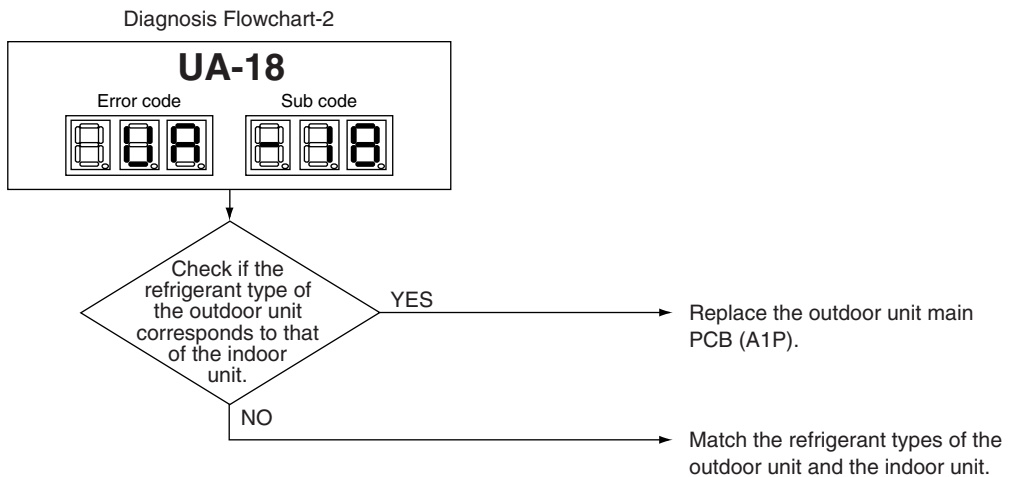 Diagnosis Flowchart-2
UA-18
Error code
Sub code
UA
-18
Check if the
refrigerant type of
the outdoor unit
corresponds to that
of the indoor
unit.
YES
Replace the outdoor unit main
PCB (A1P).
NO
Match the refrigerant types of the
outdoor unit and the indoor unit.